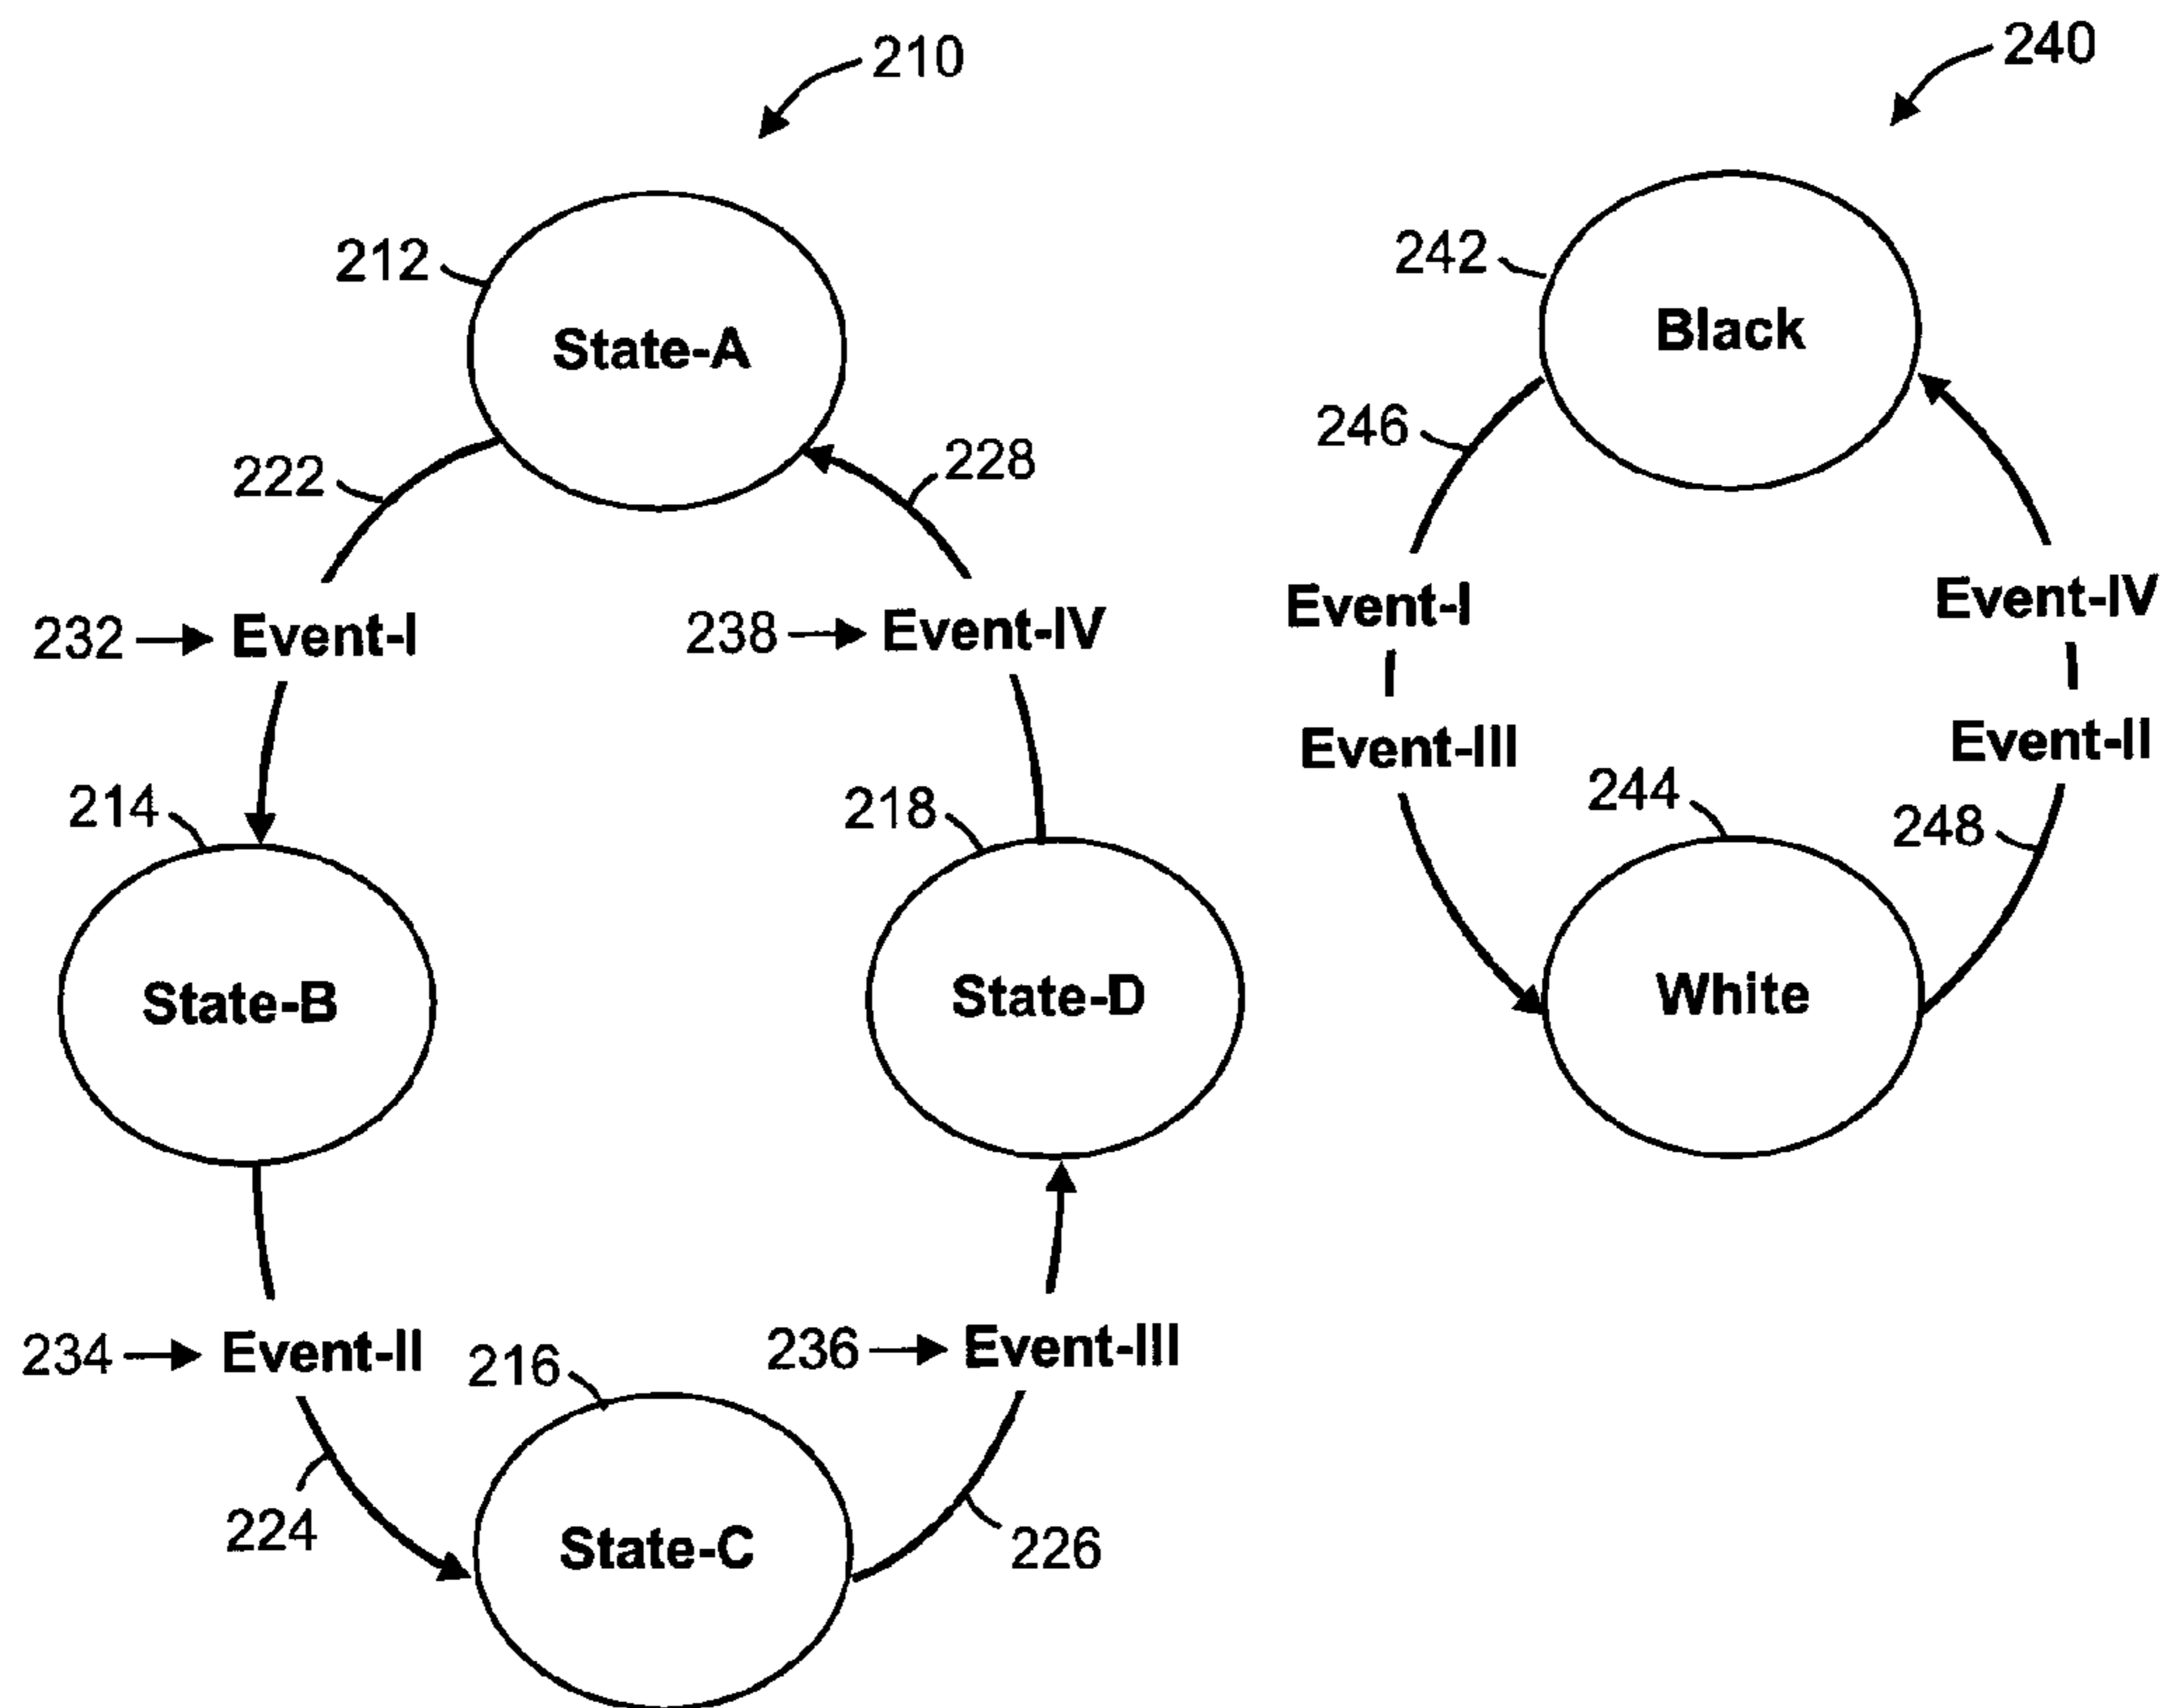 210
240
212
State-A
242
Black
222
228
246
232
Event-I
238
Event-IV
Event-I
|
Event-III
Event-IV
|
Event-II
214
State-B
218
State-D
244
White
248
234
Event-II
216
236
Event-III
224
State-C
226